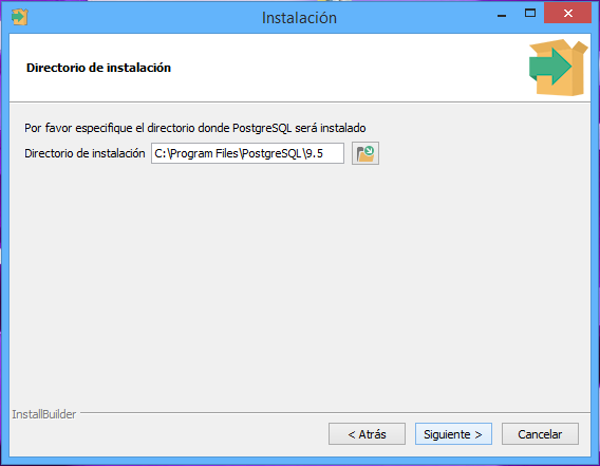 Instalación
Directorio de instalación
Por favor especifique el directorio donde PostgreSQL será instalado
Directorio de instalación C:\Program Files\PostgreSQL\9.5
InstallBuilder
< Atrás Siguiente > Cancelar